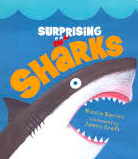 SURPRISING
SHARKS
Nicola Davies
illustrated by
James Croft